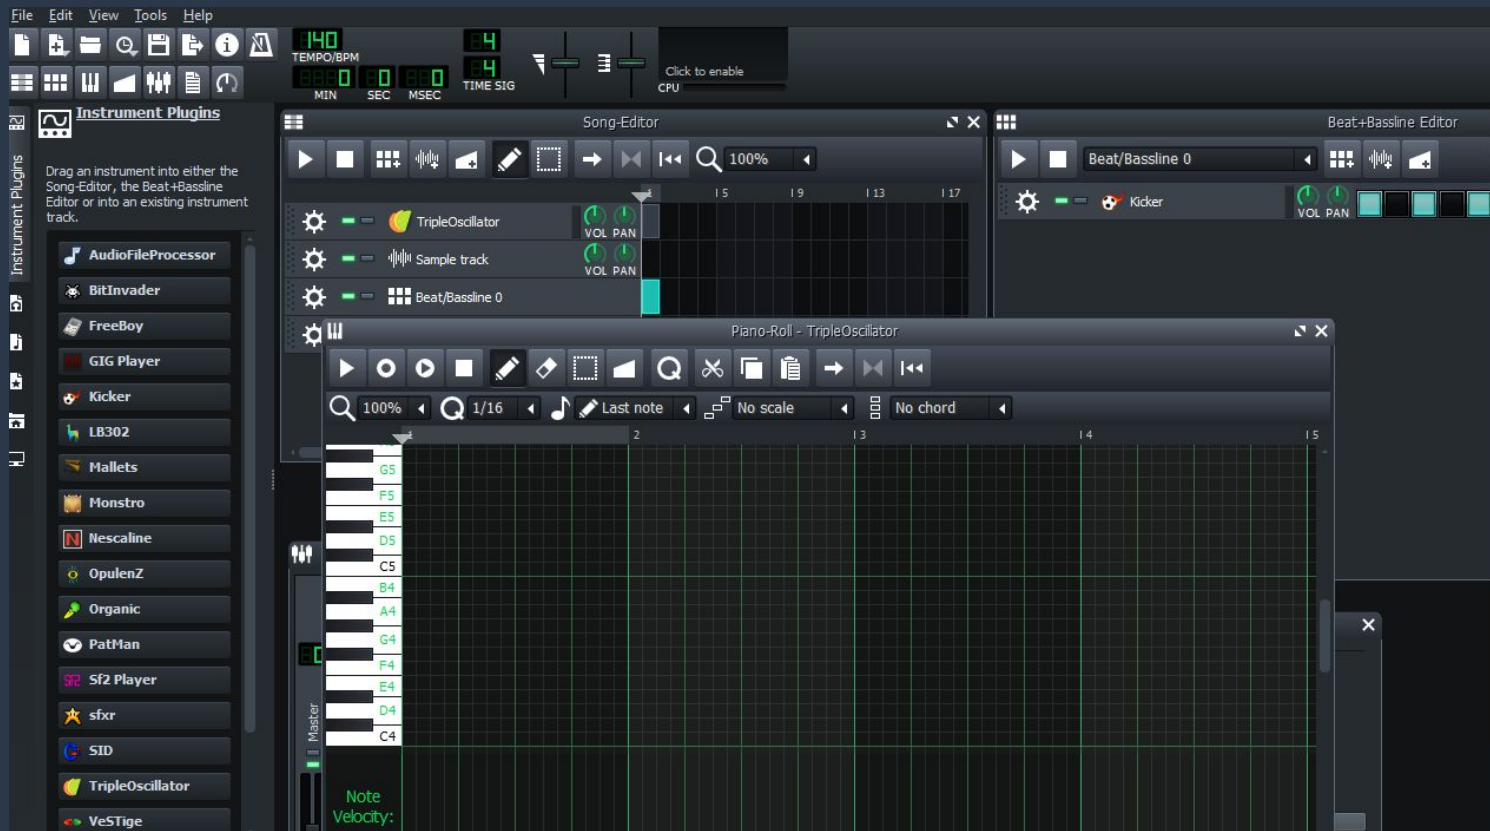 File Edit View Tools Help
140
TEMPO/BPM
4
4
TIME SIG
0 0 0
MIN SEC MSEC
Click to enable
CPU
Instrument Plugins
Instrument Plugins
Drag an instrument into either the
Song-Editor, the Beat+Bassline
Editor or into an existing instrument
track.
AudioFileProcessor
BitInvader
FreeBoy
GIG Player
Kicker
LB302
Mallets
Monstro
Nescaline
OpulenZ
Organic
PatMan
Sf2 Player
sfxr
SID
TripleOscillator
VeSTige
Song-Editor
100%
1 5 9 13 17
TripleOscillator VOL PAN
Sample track VOL PAN
Beat/Bassline 0
Beat+Bassline Editor
Beat/Bassline 0
Kicker VOL PAN
Piano-Roll - TripleOscillator
100% Q 1/16 Last note No scale No chord
1 2 3 4 5
G5
F5
E5
D5
C5
B4
A4
G4
F4
E4
D4
C4
Master
Note
Velocity: